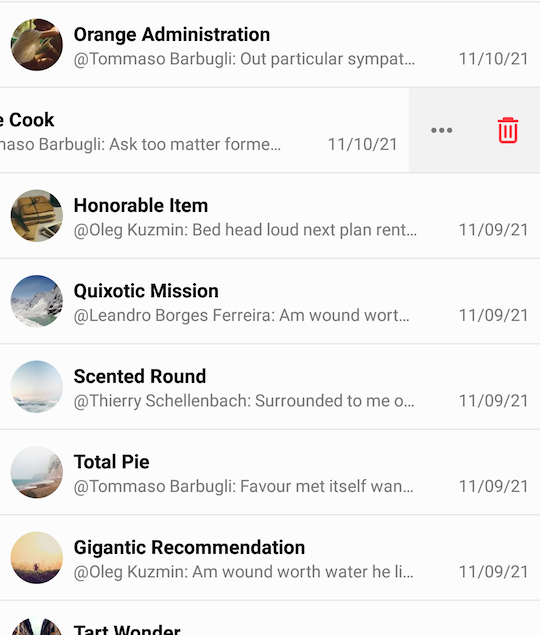 Orange Administration
@Tommaso Barbugli: Out particular sympat... 11/10/21
e Cook
naso Barbugli: Ask too matter forme... 11/10/21
Honorable Item
@Oleg Kuzmin: Bed head loud next plan rent... 11/09/21
Quixotic Mission
@Leandro Borges Ferreira: Am wound wort... 11/09/21
Scented Round
@Thierry Schellenbach: Surrounded to me o... 11/09/21
Total Pie
@Tommaso Barbugli: Favour met itself wan... 11/09/21
Gigantic Recommendation
@Oleg Kuzmin: Am wound worth water he li... 11/09/21
Tart Wonder